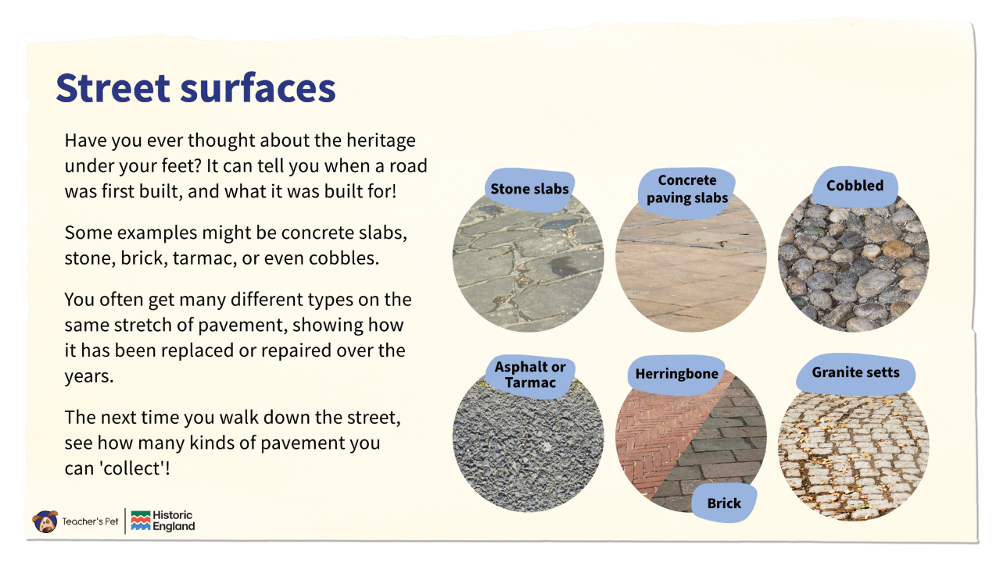 Street surfaces
Have you ever thought about the heritage
under your feet? It can tell you when a road
was first built, and what it was built for!
Some examples might be concrete slabs,
stone, brick, tarmac, or even cobbles.
You often get many different types on the
same stretch of pavement, showing how
it has been replaced or repaired over the
years.
The next time you walk down the street,
see how many kinds of pavement you
can 'collect'!
Stone slabs
Concrete
paving slabs
Cobbled
Asphalt or
Tarmac
Herringbone
Brick
Granite setts
Teacher's Pet
Historic
England